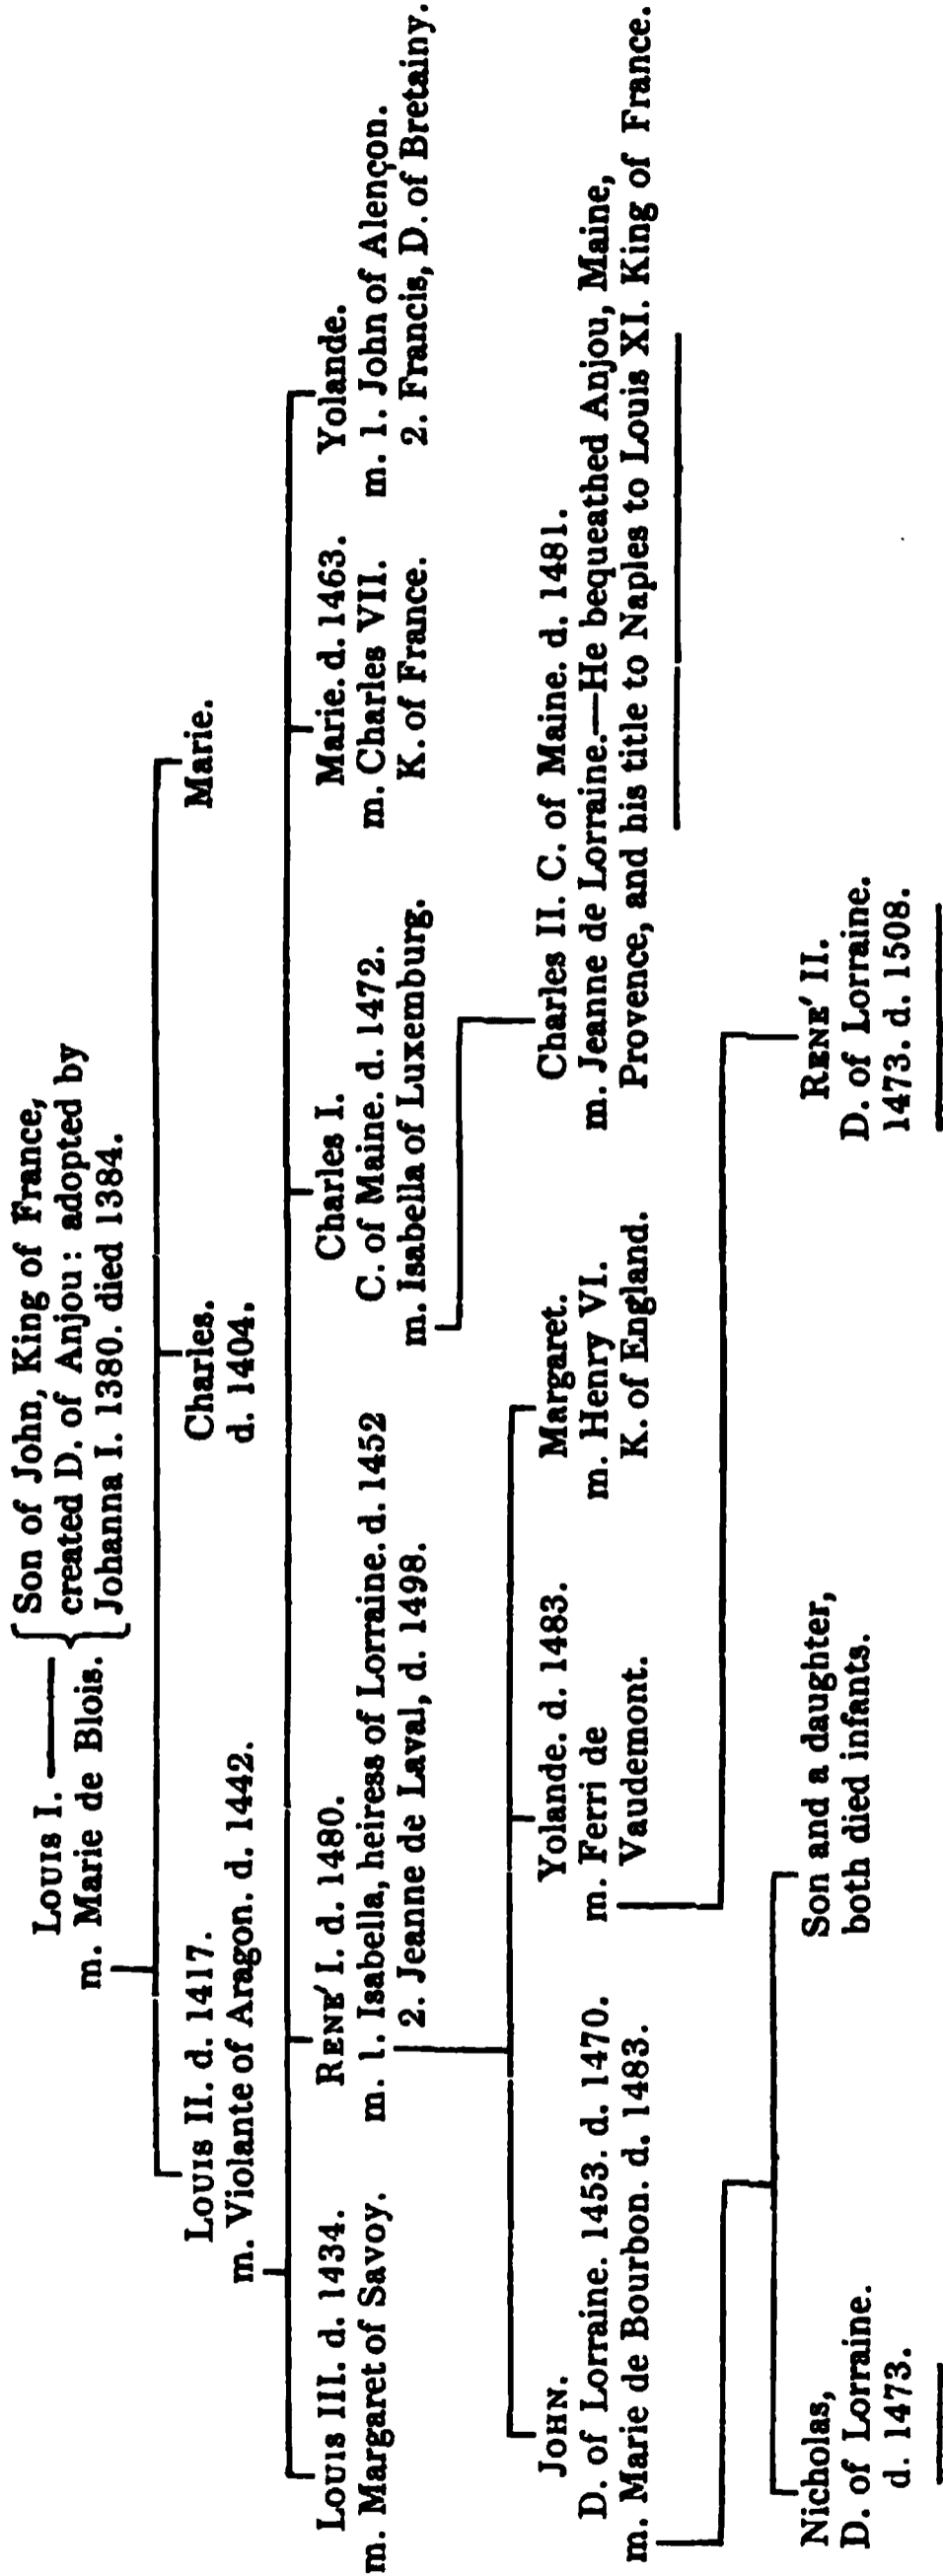 LOUIS I.
m. Marie de Blois.
Son of John, King of France,
created D. of Anjou: adopted by
Johanna I. 1380. died 1384.
LOUIS II. d. 1417.
m. Violante of Aragon. d. 1442.
Charles.
d. 1404.
Marie.
LOUIS III. d. 1434.
m. Margaret of Savoy.
RENE' I. d. 1480.
m. 1. Isabella, heiress of Lorraine. d. 1452
2. Jeanne de Laval, d. 1498.
Charles I.
C. of Maine. d. 1472.
m. Isabella of Luxemburg.
Marie. d. 1463.
m. Charles VII.
K. of France.
Yolande.
m. 1. John of Alençon.
2. Francis, D. of Bretainy.
JOHN.
D. of Lorraine. 1453. d. 1470.
m. Marie de Bourbon. d. 1483.
Yolande. d. 1483.
m. Ferri de
Vaudemont.
Margaret.
m. Henry VI.
K. of England.
Charles II. C. of Maine. d. 1481.
m. Jeanne de Lorraine.—He bequeathed Anjou, Maine,
Provence, and his title to Naples to Louis XI. King of France.
Nicholas,
D. of Lorraine.
d. 1473.
Son and a daughter,
both died infants.
RENE' II.
D. of Lorraine.
1473. d. 1508.